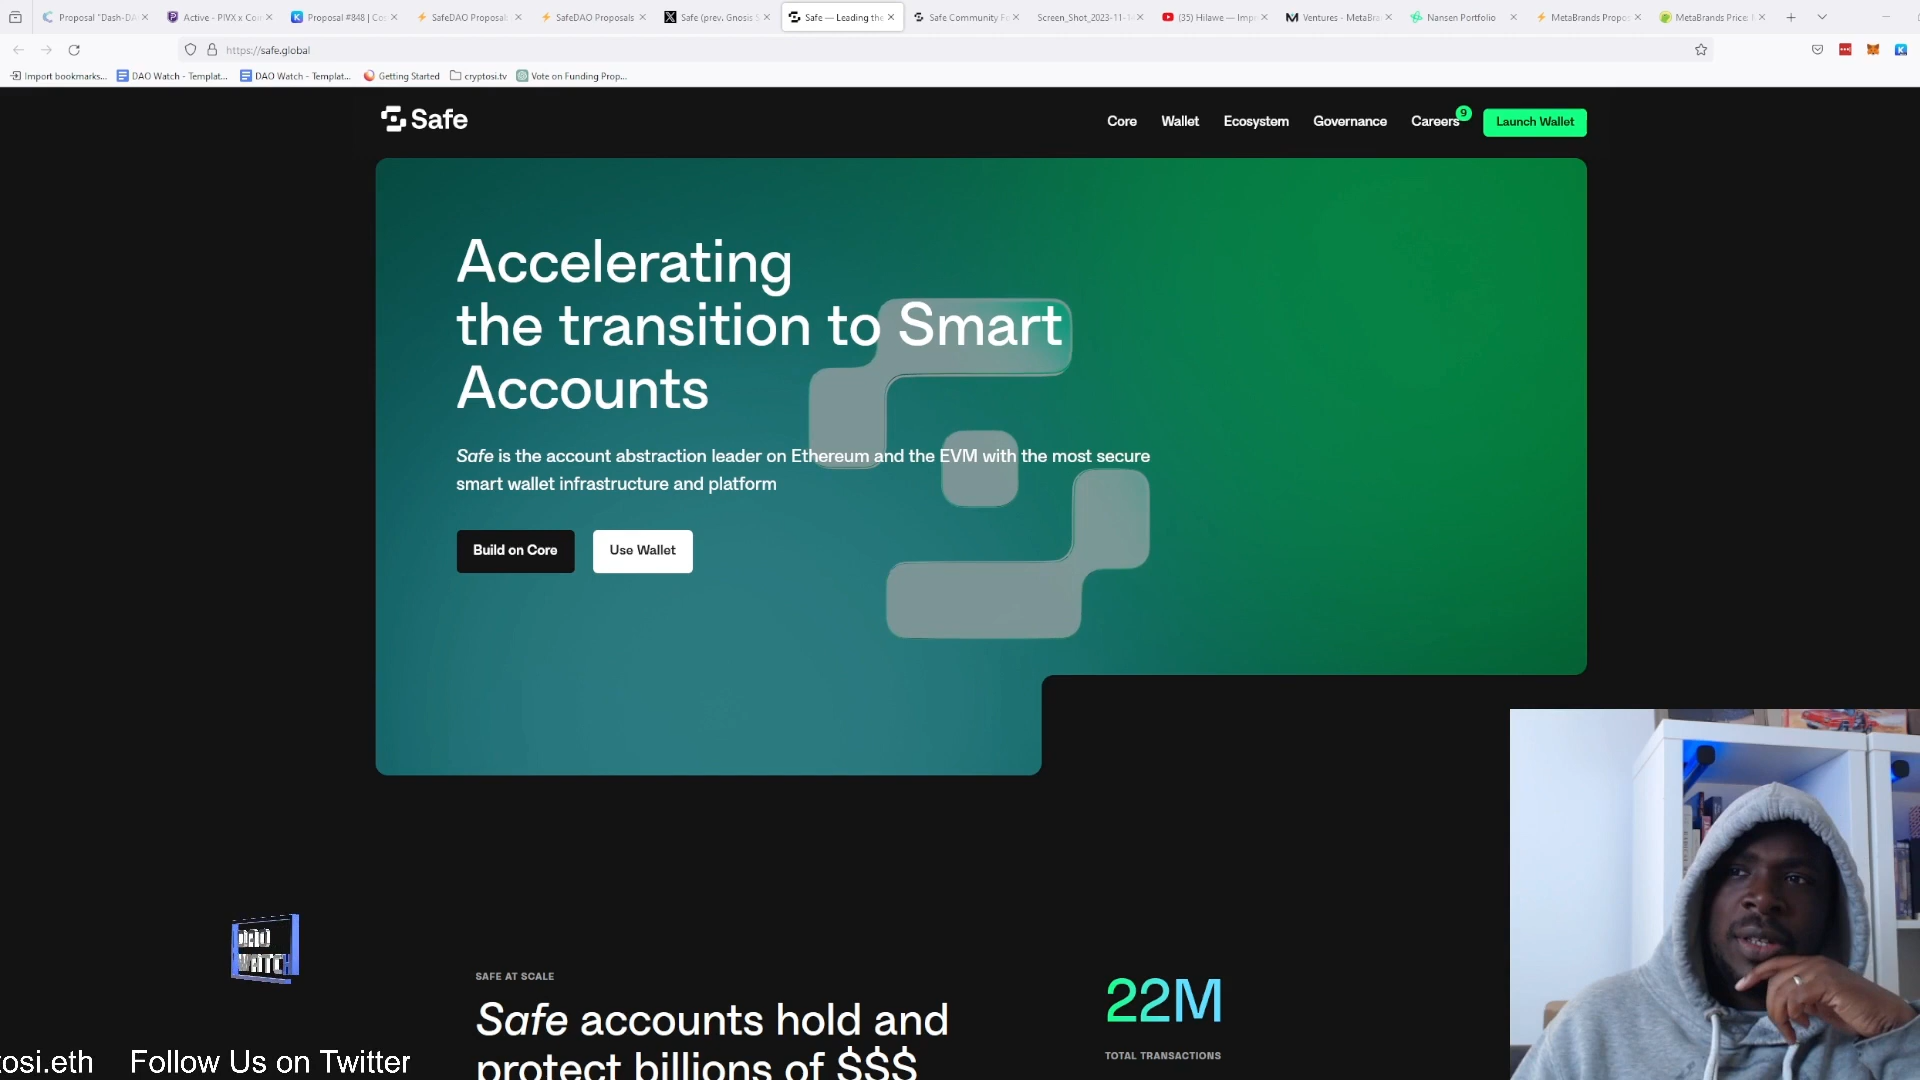 Proposal "Dash-DA
Active - PIVX x Coi
Proposal #848 | Co
SafeDAO Proposal
SafeDAO Proposals
Safe (prev. Gnosis S
Safe — Leading the
Safe Community Fo
Screen_Shot_2023-11-1
(35) Hilawe — Imp
Ventures - MetaBra
Nansen Portfolio
MetaBrands Propo
MetaBrands Price:
https://safe.global
Import bookmarks...
DAO Watch - Templat...
DAO Watch - Templat...
Getting Started
cryptosi.tv
Vote on Funding Prop...
Safe
Core
Wallet
Ecosystem
Governance
Careers
9
Launch Wallet
Accelerating
the transition to Smart
Accounts
Safe is the account abstraction leader on Ethereum and the EVM with the most secure
smart wallet infrastructure and platform
Build on Core
Use Wallet
SAFE AT SCALE
Safe accounts hold and
protect billions of $$$
22M
TOTAL TRANSACTIONS
DAO
WATCH
tosi.eth
Follow Us on Twitter